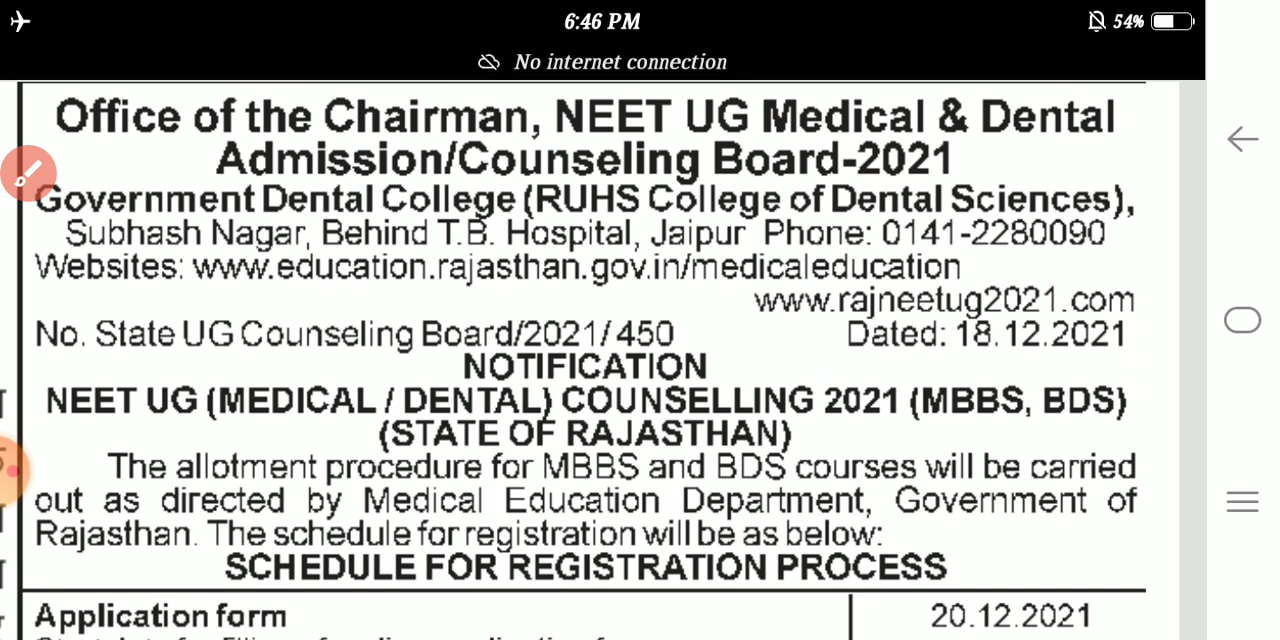 6:46 PM
54%
No internet connection
Office of the Chairman, NEET UG Medical & Dental
Admission/Counseling Board-2021
Government Dental College (RUHS College of Dental Sciences),
Subhash Nagar, Behind T.B. Hospital, Jaipur Phone: 0141-2280090
Websites: www.education.rajasthan.gov.in/medicaleducation
www.rajneetug2021.com
No. State UG Counseling Board/2021/450 Dated: 18.12.2021
NOTIFICATION
NEET UG (MEDICAL / DENTAL) COUNSELLING 2021 (MBBS, BDS)
(STATE OF RAJASTHAN)
The allotment procedure for MBBS and BDS courses will be carried
out as directed by Medical Education Department, Government of
Rajasthan. The schedule for registration will be as below:
SCHEDULE FOR REGISTRATION PROCESS
Application form 20.12.2021